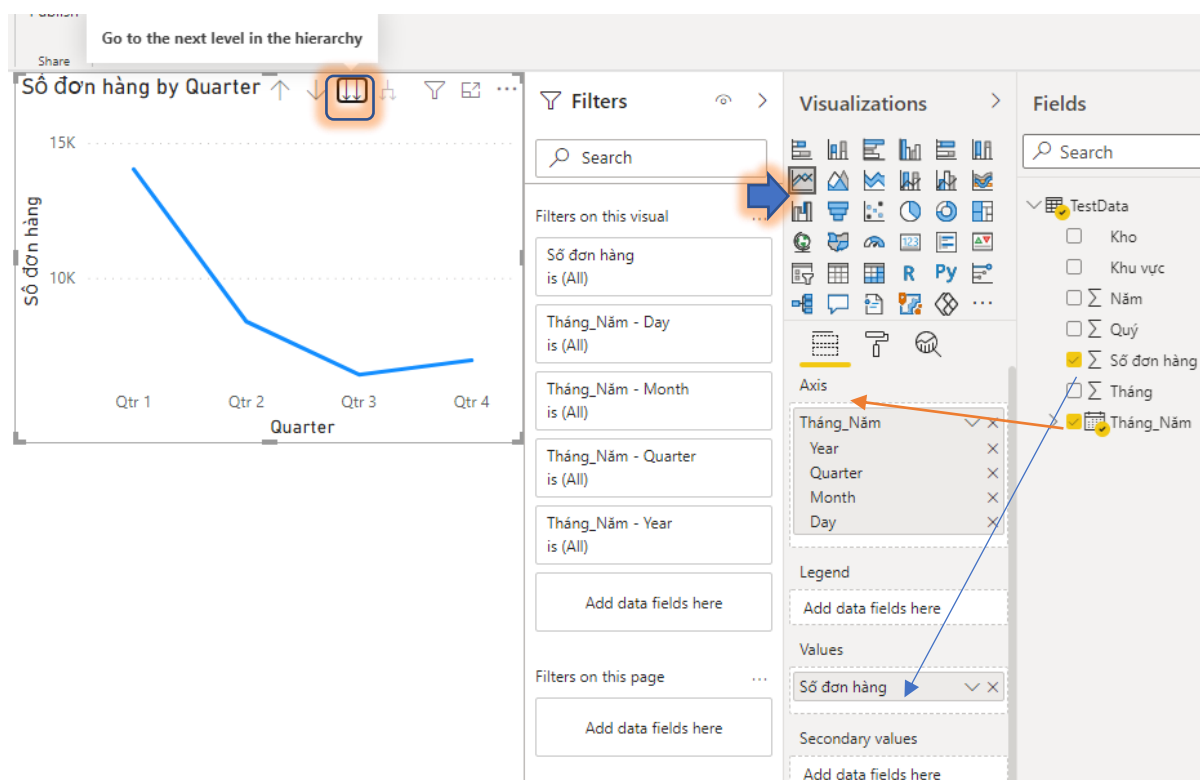 Publish
Go to the next level in the hierarchy
Share
Số đơn hàng by Quarter
15K
10K
Số đơn hàng
Qtr 1 Qtr 2 Qtr 3 Qtr 4
Quarter
Filters
Search
Filters on this visual
Số đơn hàng
is (All)
Tháng_Năm - Day
is (All)
Tháng_Năm - Month
is (All)
Tháng_Năm - Quarter
is (All)
Tháng_Năm - Year
is (All)
Add data fields here
Filters on this page
Add data fields here
Visualizations
123
R Py
Axis
Tháng_Năm
Year
Quarter
Month
Day
Legend
Add data fields here
Values
Số đơn hàng
Secondary values
Add data fields here
Fields
Search
TestData
Kho
Khu vực
Năm
Quý
Số đơn hàng
Tháng
Tháng_Năm